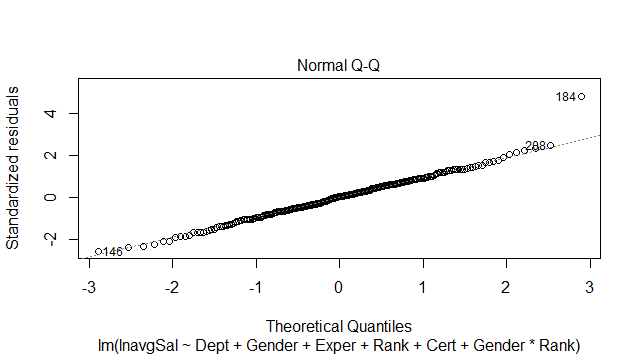 Normal Q-Q
Standardized residuals
4
2
0
-2
184
208
146
-3 -2 -1 0 1 2 3
Theoretical Quantiles
lm(lnavgSal ~ Dept + Gender + Exper + Rank + Cert + Gender * Rank)